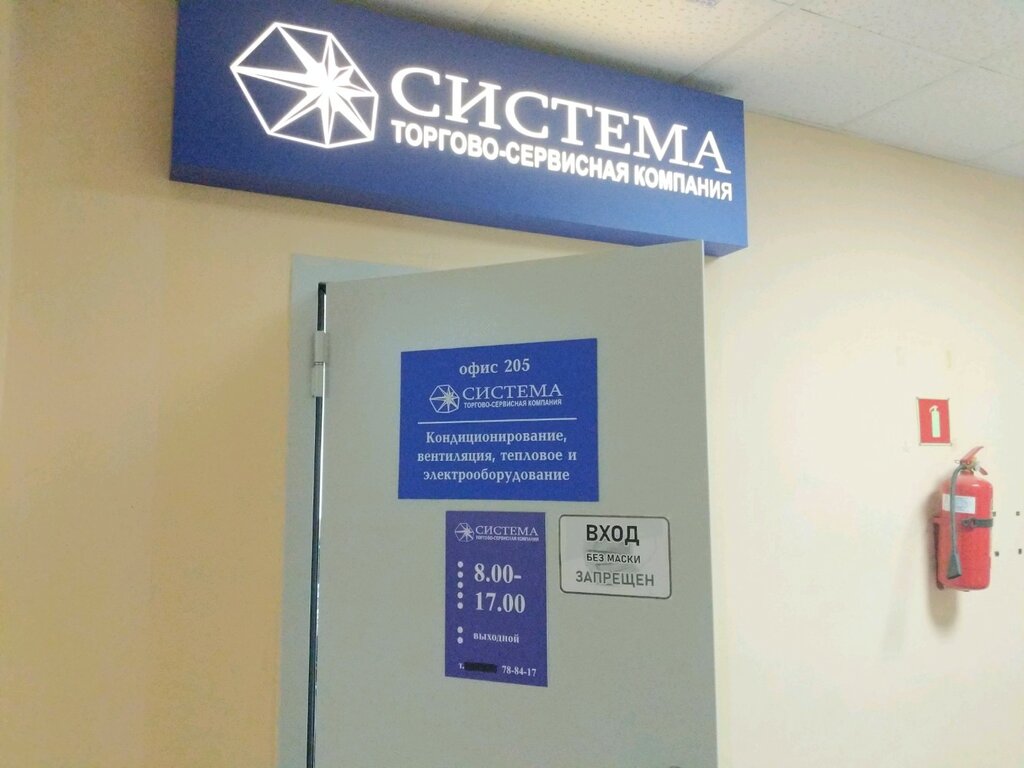 СИСТЕМА
ТОРГОВО-СЕРВИСНАЯ КОМПАНИЯ
офис 205
СИСТЕМА
ТОРГОВО-СЕРВИСНАЯ КОМПАНИЯ
Кондиционирование,
вентиляция, тепловое и
электрооборудование
СИСТЕМА
ТОРГОВО-СЕРВИСНАЯ КОМПАНИЯ
8.00-
17.00
выходной
т. 78-84-17
ВХОД
БЕЗ МАСКИ
ЗАПРЕЩЕН